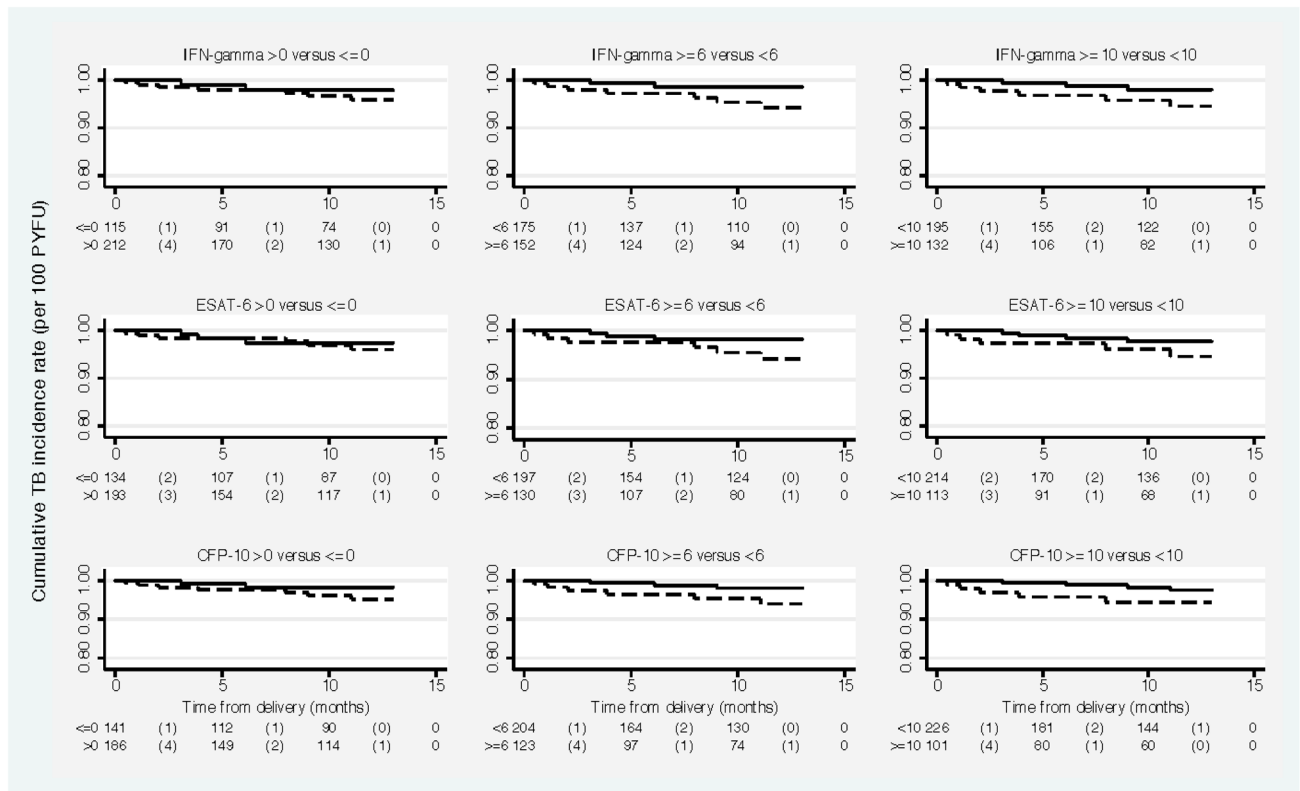 Cumulative TB incidence rate (per 100 PYFU)
IFN-gamma >0 versus <=0
1.00
0.90
0.80
0 5 10 15
<=0 115 (1) 91 (1) 74 (0) 0
>0 212 (4) 170 (2) 130 (1) 0
IFN-gamma >=6 versus <6
1.00
0.90
0.80
0 5 10 15
<6 175 (1) 137 (1) 110 (0) 0
>=6 152 (4) 124 (2) 94 (1) 0
IFN-gamma >= 10 versus <10
1.00
0.90
0.80
0 5 10 15
<10 195 (1) 155 (2) 122 (0) 0
>=10 132 (4) 106 (1) 82 (1) 0
ESAT-6 >0 versus <=0
1.00
0.90
0.80
0 5 10 15
<=0 134 (2) 107 (1) 87 (0) 0
>0 193 (3) 154 (2) 117 (1) 0
ESAT-6 >=6 versus <6
1.00
0.90
0.80
0 5 10 15
<6 197 (2) 154 (1) 124 (0) 0
>=6 130 (3) 107 (2) 80 (1) 0
ESAT-6 >= 10 versus <10
1.00
0.90
0.80
0 5 10 15
<10 214 (2) 170 (2) 136 (0) 0
>=10 113 (3) 91 (1) 68 (1) 0
CFP-10 >0 versus <=0
1.00
0.90
0.80
0 5 10 15
Time from delivery (months)
<=0 141 (1) 112 (1) 90 (0) 0
>0 186 (4) 149 (2) 114 (1) 0
CFP-10 >=6 versus <6
1.00
0.90
0.80
0 5 10 15
Time from delivery (months)
<6 204 (1) 164 (2) 130 (0) 0
>=6 123 (4) 97 (1) 74 (1) 0
CFP-10 >= 10 versus <10
1.00
0.90
0.80
0 5 10 15
Time from delivery (months)
<10 226 (1) 181 (2) 144 (1) 0
>=10 101 (4) 80 (1) 60 (0) 0